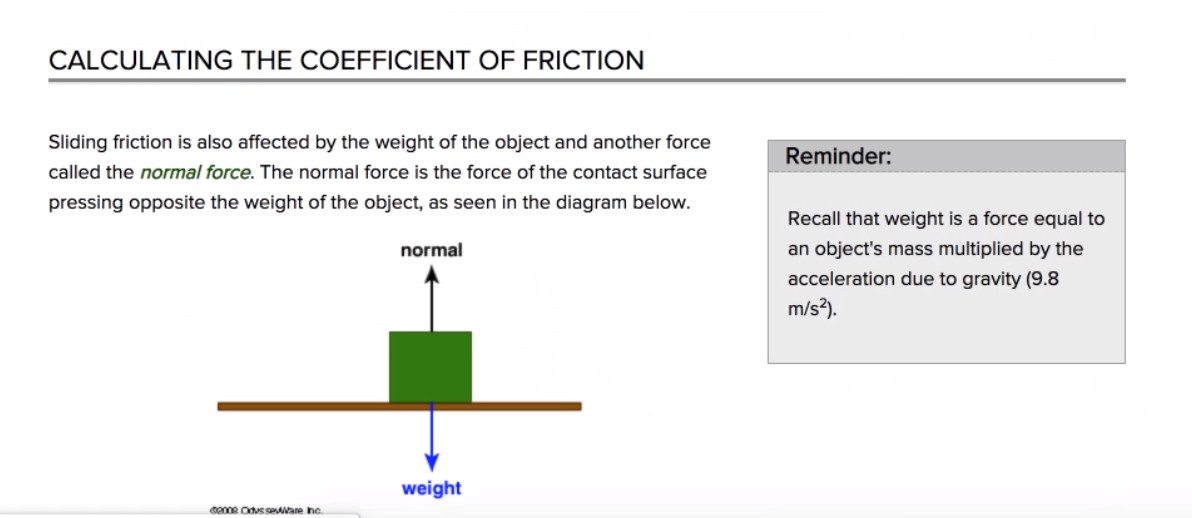 CALCULATING THE COEFFICIENT OF FRICTION
Sliding friction is also affected by the weight of the object and another force
called the normal force. The normal force is the force of the contact surface
pressing opposite the weight of the object, as seen in the diagram below.
normal
weight
©2008 OdysseyWare Inc.
Reminder:
Recall that weight is a force equal to
an object's mass multiplied by the
acceleration due to gravity (9.8
m/s²).